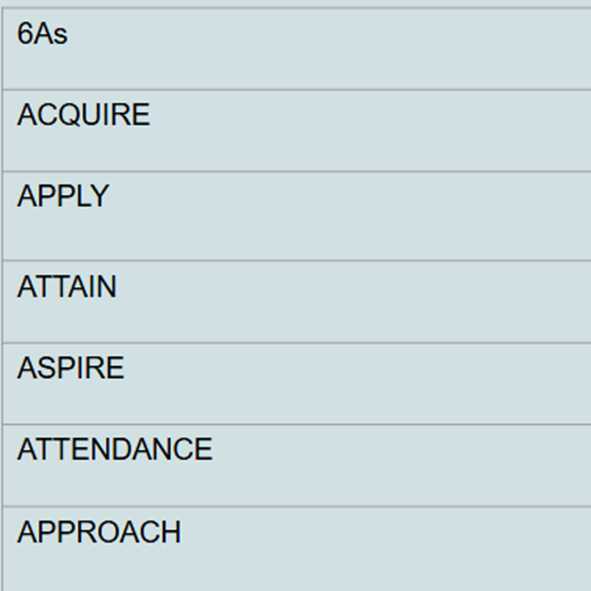 6As
ACQUIRE
APPLY
ATTAIN
ASPIRE
ATTENDANCE
APPROACH